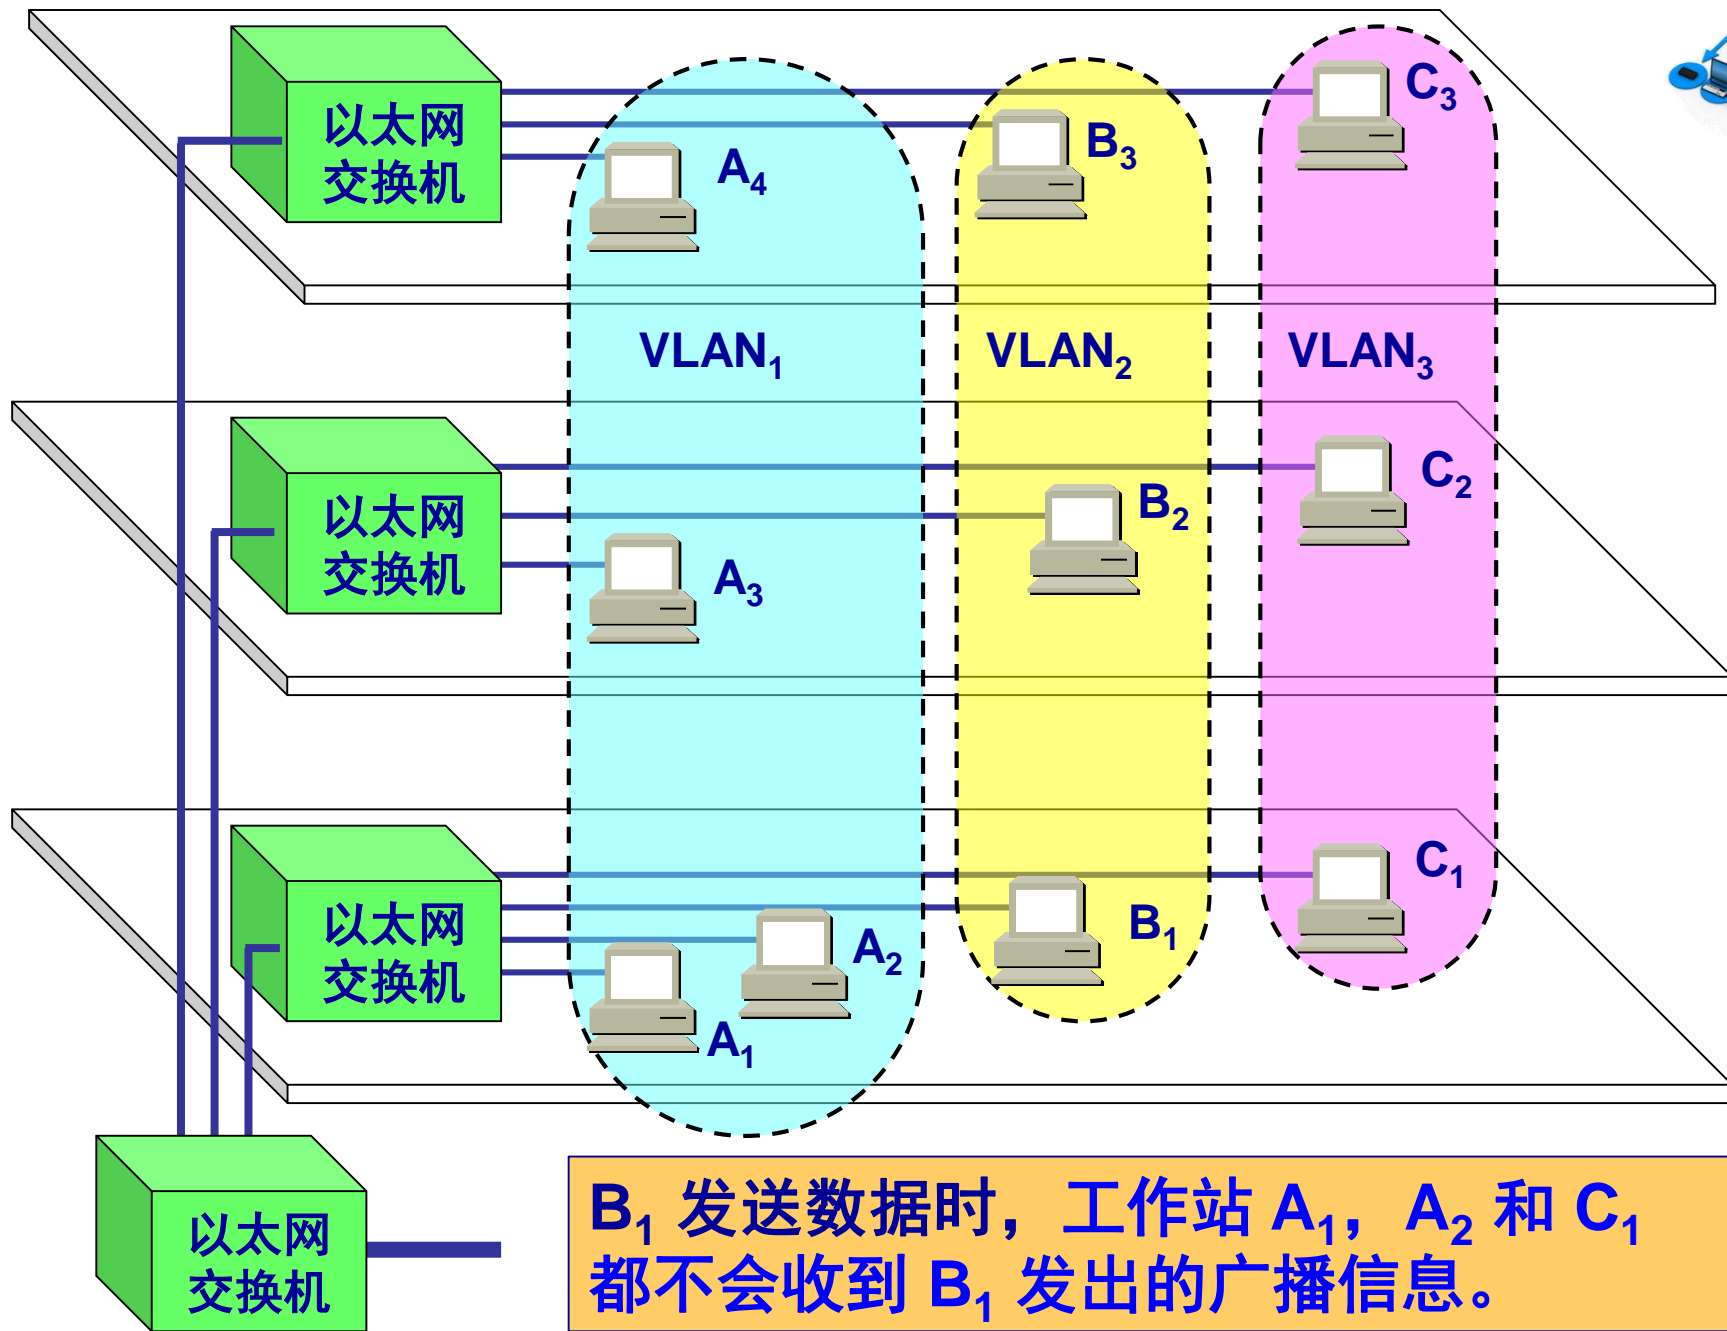 以太网
交换机
A4
B3
C3
VLAN1
VLAN2
VLAN3
以太网
交换机
A3
B2
C2
以太网
交换机
A1
A2
B1
C1
以太网
交换机
B1 发送数据时，工作站 A1，A2 和 C1
都不会收到 B1 发出的广播信息。